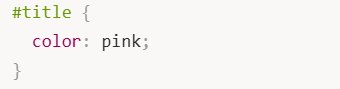 #title {
  color: pink;
}